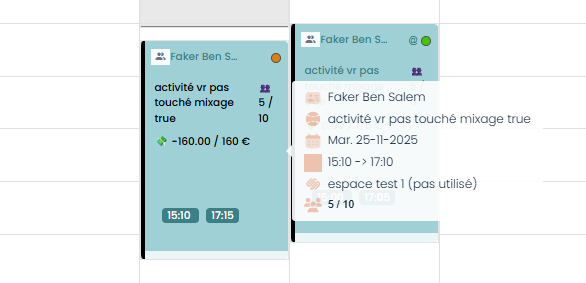 Faker Ben S...
activité vr pas
touché mixage
true
5 /
10
-160.00 / 160 €
15:10
17:15
Faker Ben S...
@
activité vr pas
Faker Ben Salem
activité vr pas touché mixage true
Mar. 25-11-2025
15:10 -> 17:10
espace test 1 (pas utilisé)
5 / 10
17:05